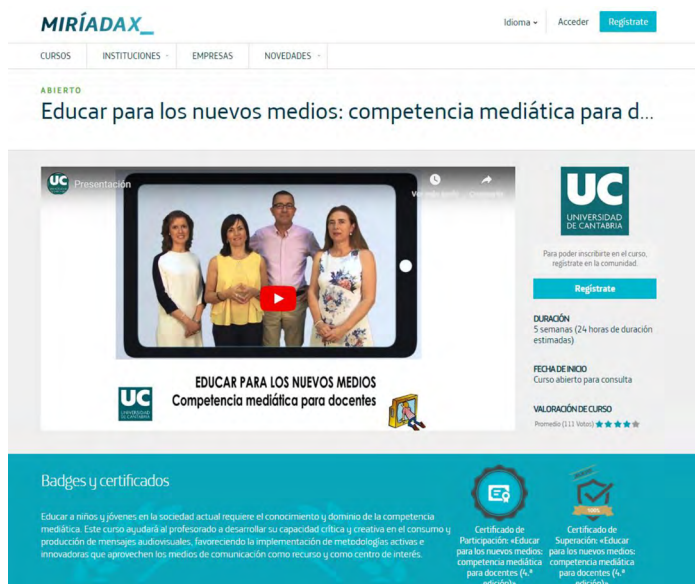 MIRÍADAX_
Idioma
Acceder
Regístrate
CURSOS
INSTITUCIONES
EMPRESAS
NOVEDADES
ABIERTO
Educar para los nuevos medios: competencia mediática para d...
UC Presentación
UC
UNIVERSIDAD
DE CANTABRIA
Para poder inscribirte en el curso,
regístrate en la comunidad.
Regístrate
DURACIÓN
5 semanas (24 horas de duración
estimadas)
FECHA DE INICIO
Curso abierto para consulta
VALORACIÓN DE CURSO
Promedio (111 Votos)
EDUCAR PARA LOS NUEVOS MEDIOS
Competencia mediática para docentes
UC
UNIVERSIDAD
DE CANTABRIA
Badges y certificados
Educar a niños y jóvenes en la sociedad actual requiere el conocimiento y dominio de la competencia
mediática. Este curso ayudará al profesorado a desarrollar su capacidad crítica y creativa en el consumo y
producción de mensajes audiovisuales, favoreciendo la implementación de metodologías activas e
innovadoras que aprovechen los medios de comunicación como recurso y como centro de interés.
Certificado de
Participación: «Educar
para los nuevos medios:
competencia mediática
para docentes (4.ª
edición)»
100%
Certificado de
Superación: «Educar
para los nuevos medios:
competencia mediática
para docentes (4.ª
edición)»